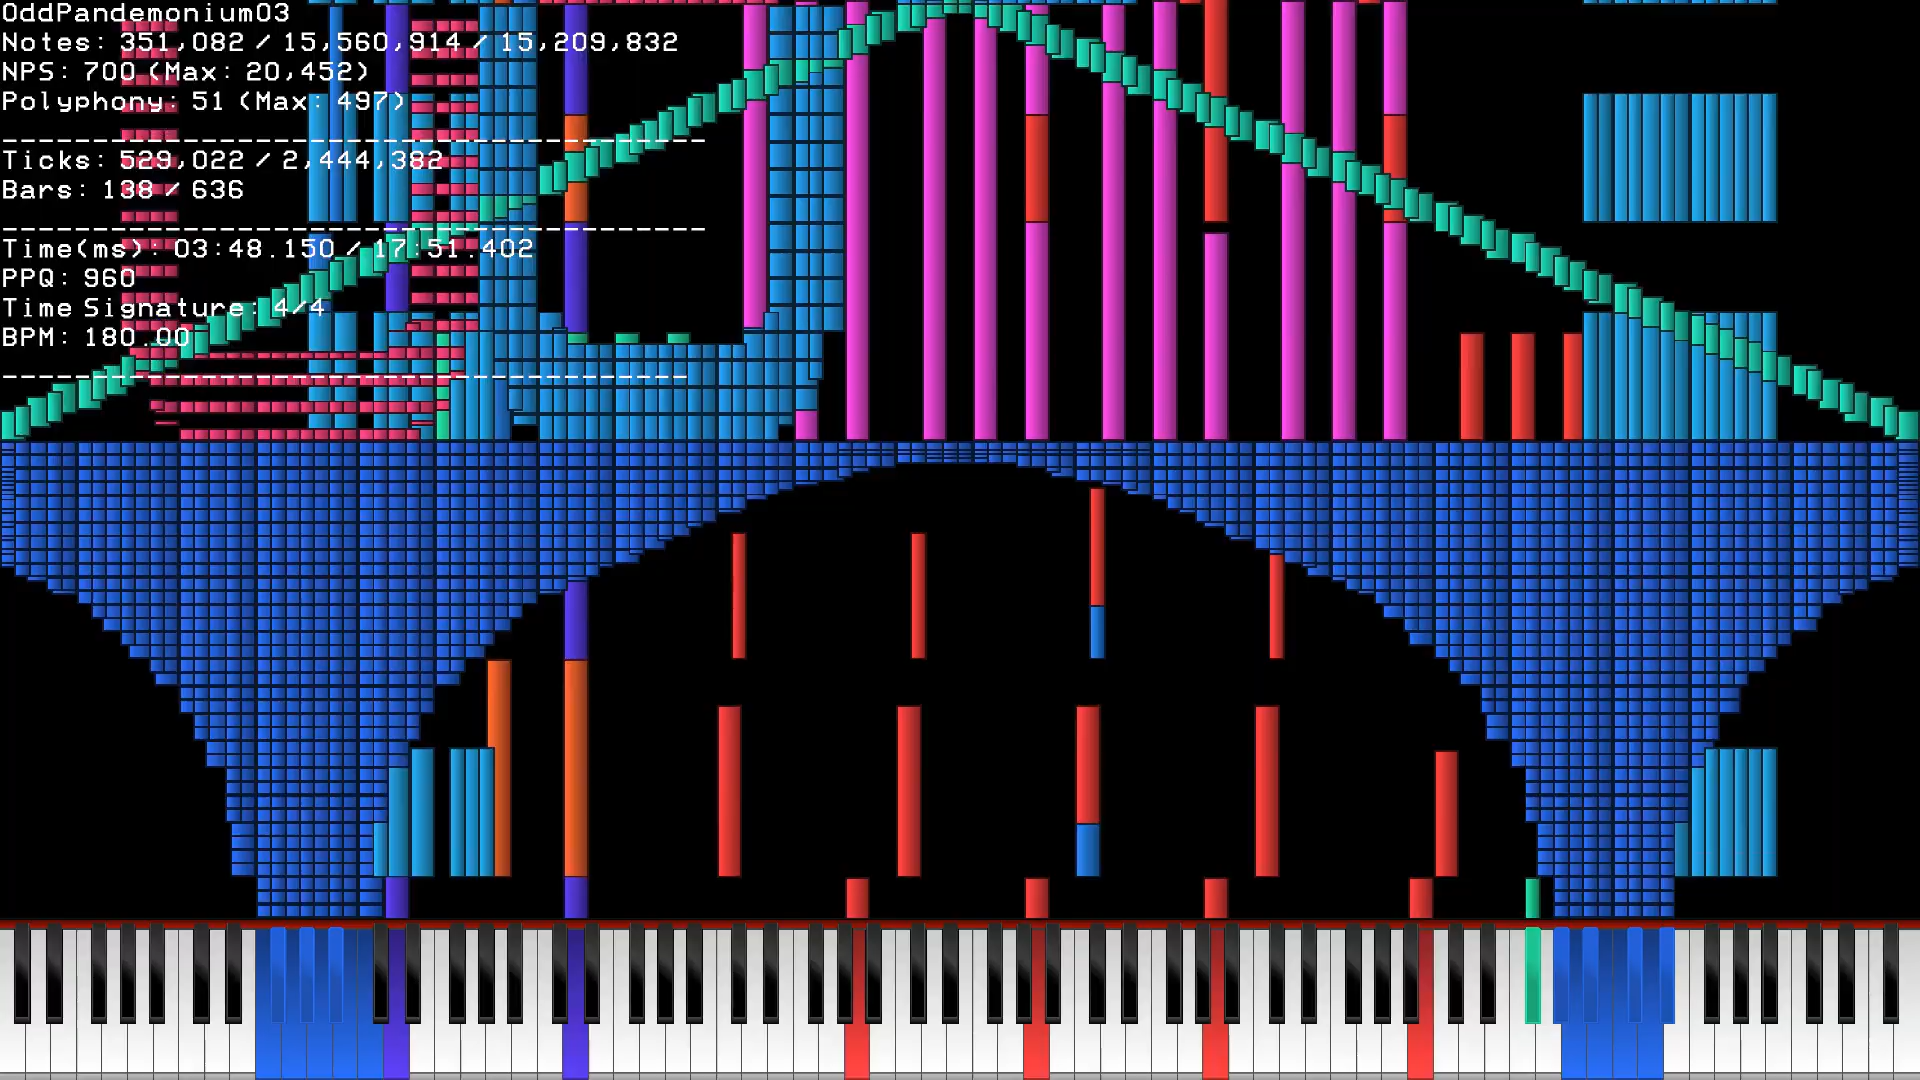 OddPandemonium03
Notes: 351,082 / 15,560,914 / 15,209,832
NPS: 700 (Max: 20,452)
Polyphony: 51 (Max: 497)
Ticks: 529,022 / 2,444,382
Bars: 138 / 636
Time(ms): 03:48.150 / 17:51.402
PPQ: 960
Time Signature: 4/4
BPM: 180.00